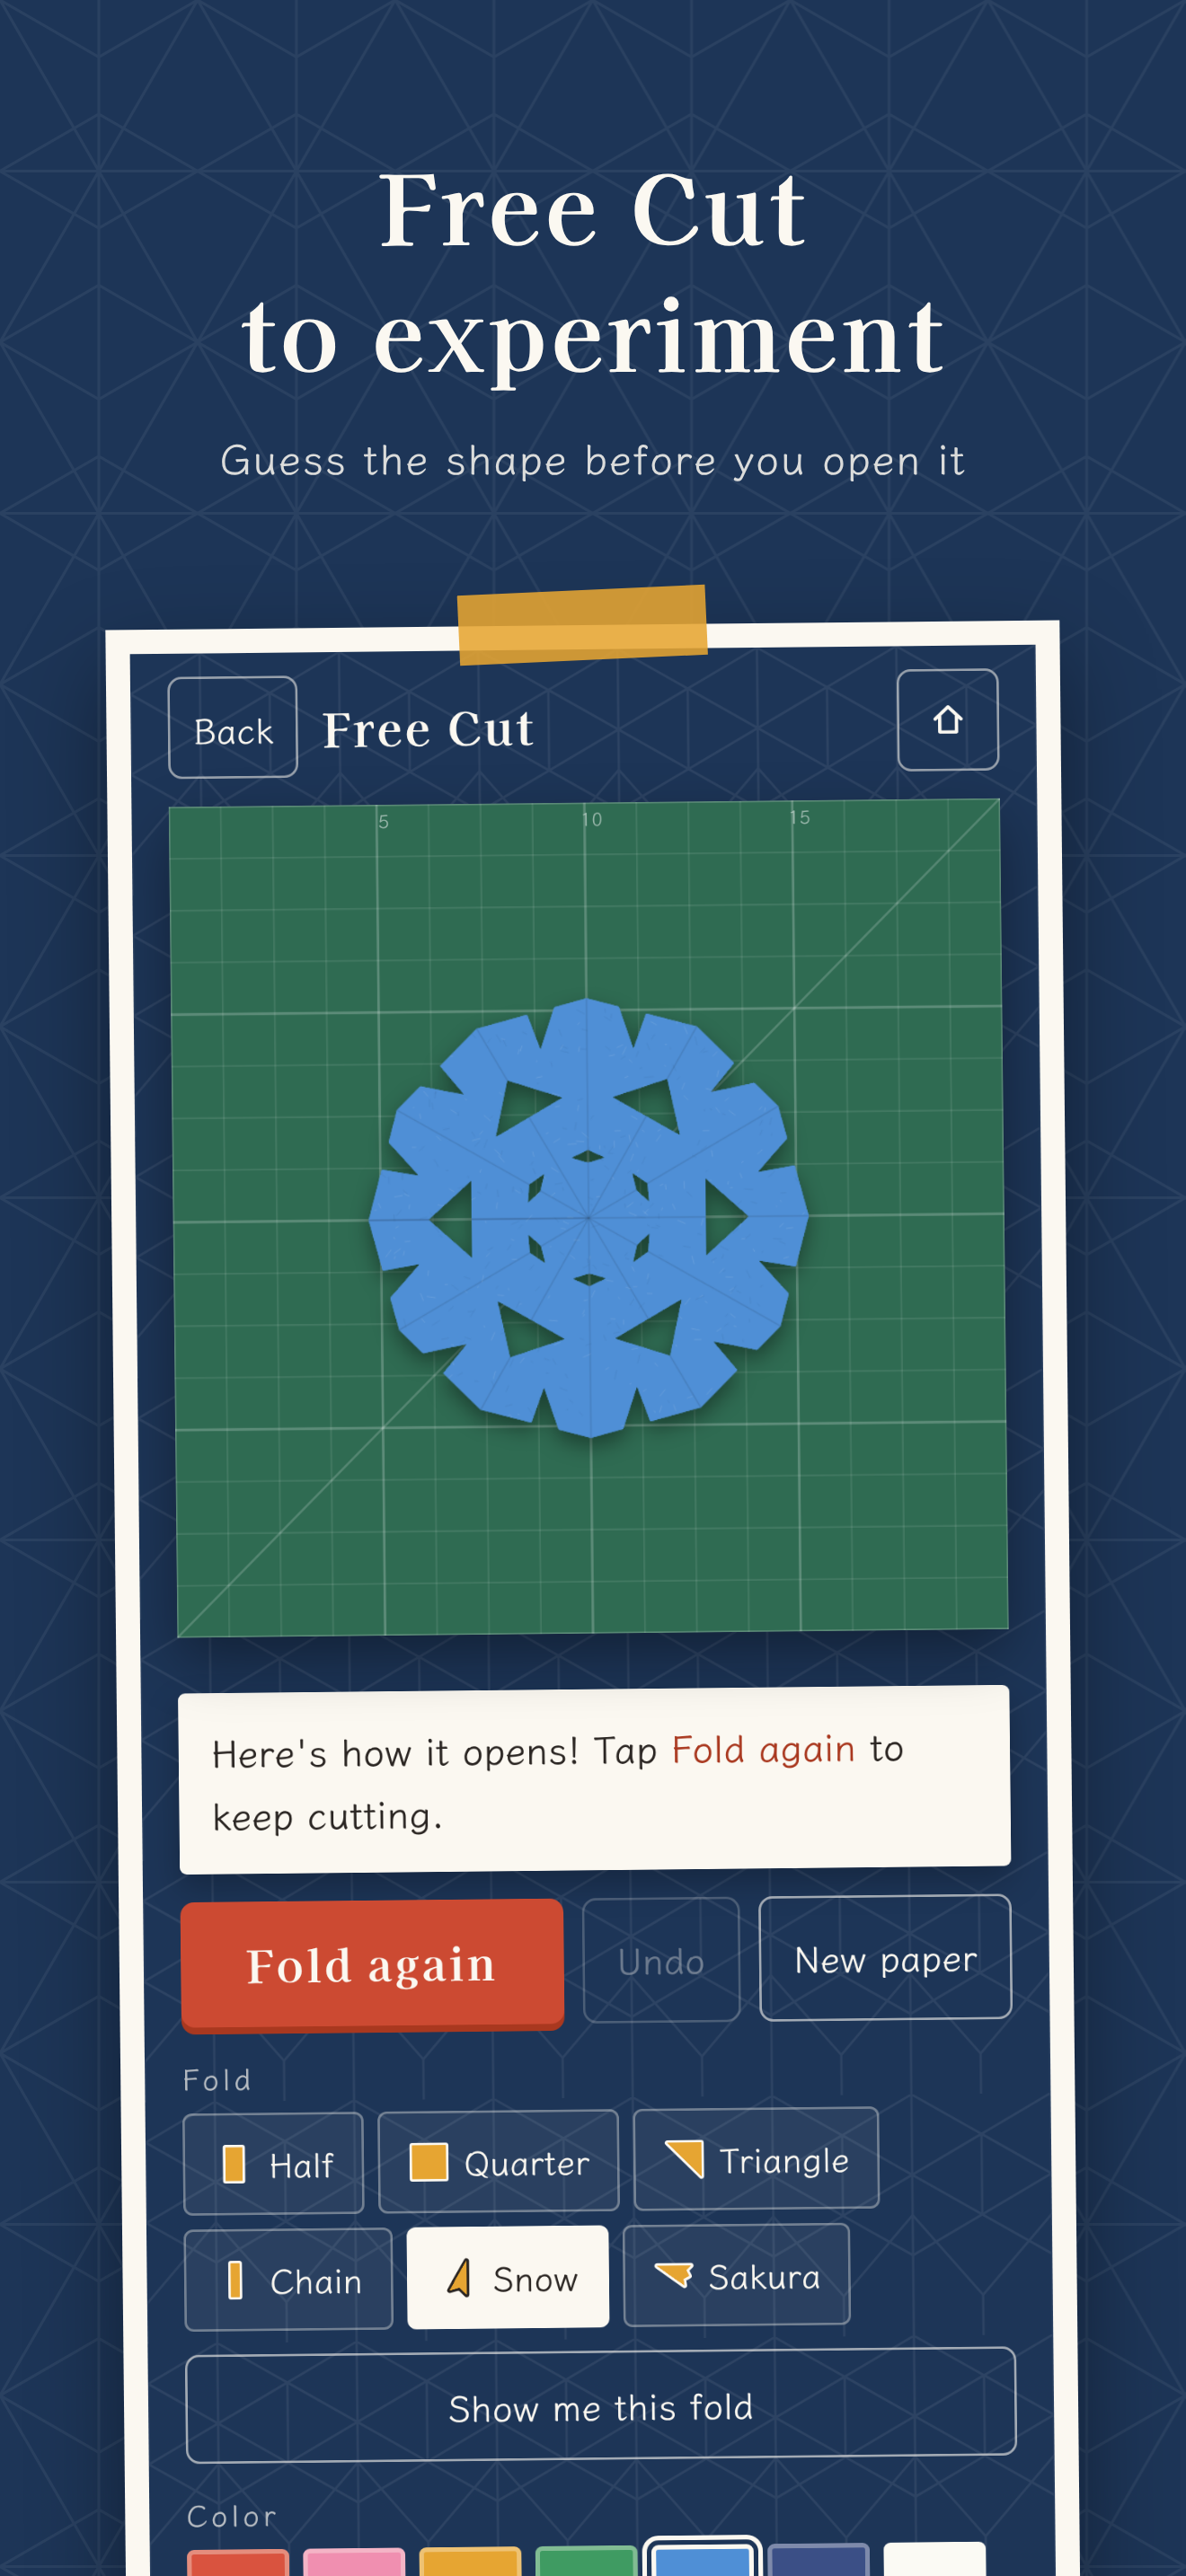 Free Cut
to experiment
Guess the shape before you open it
Back
Free Cut
5
10
15
Here's how it opens! Tap Fold again to
keep cutting.
Fold again
Undo
New paper
Fold
Half
Quarter
Triangle
Chain
Snow
Sakura
Show me this fold
Color